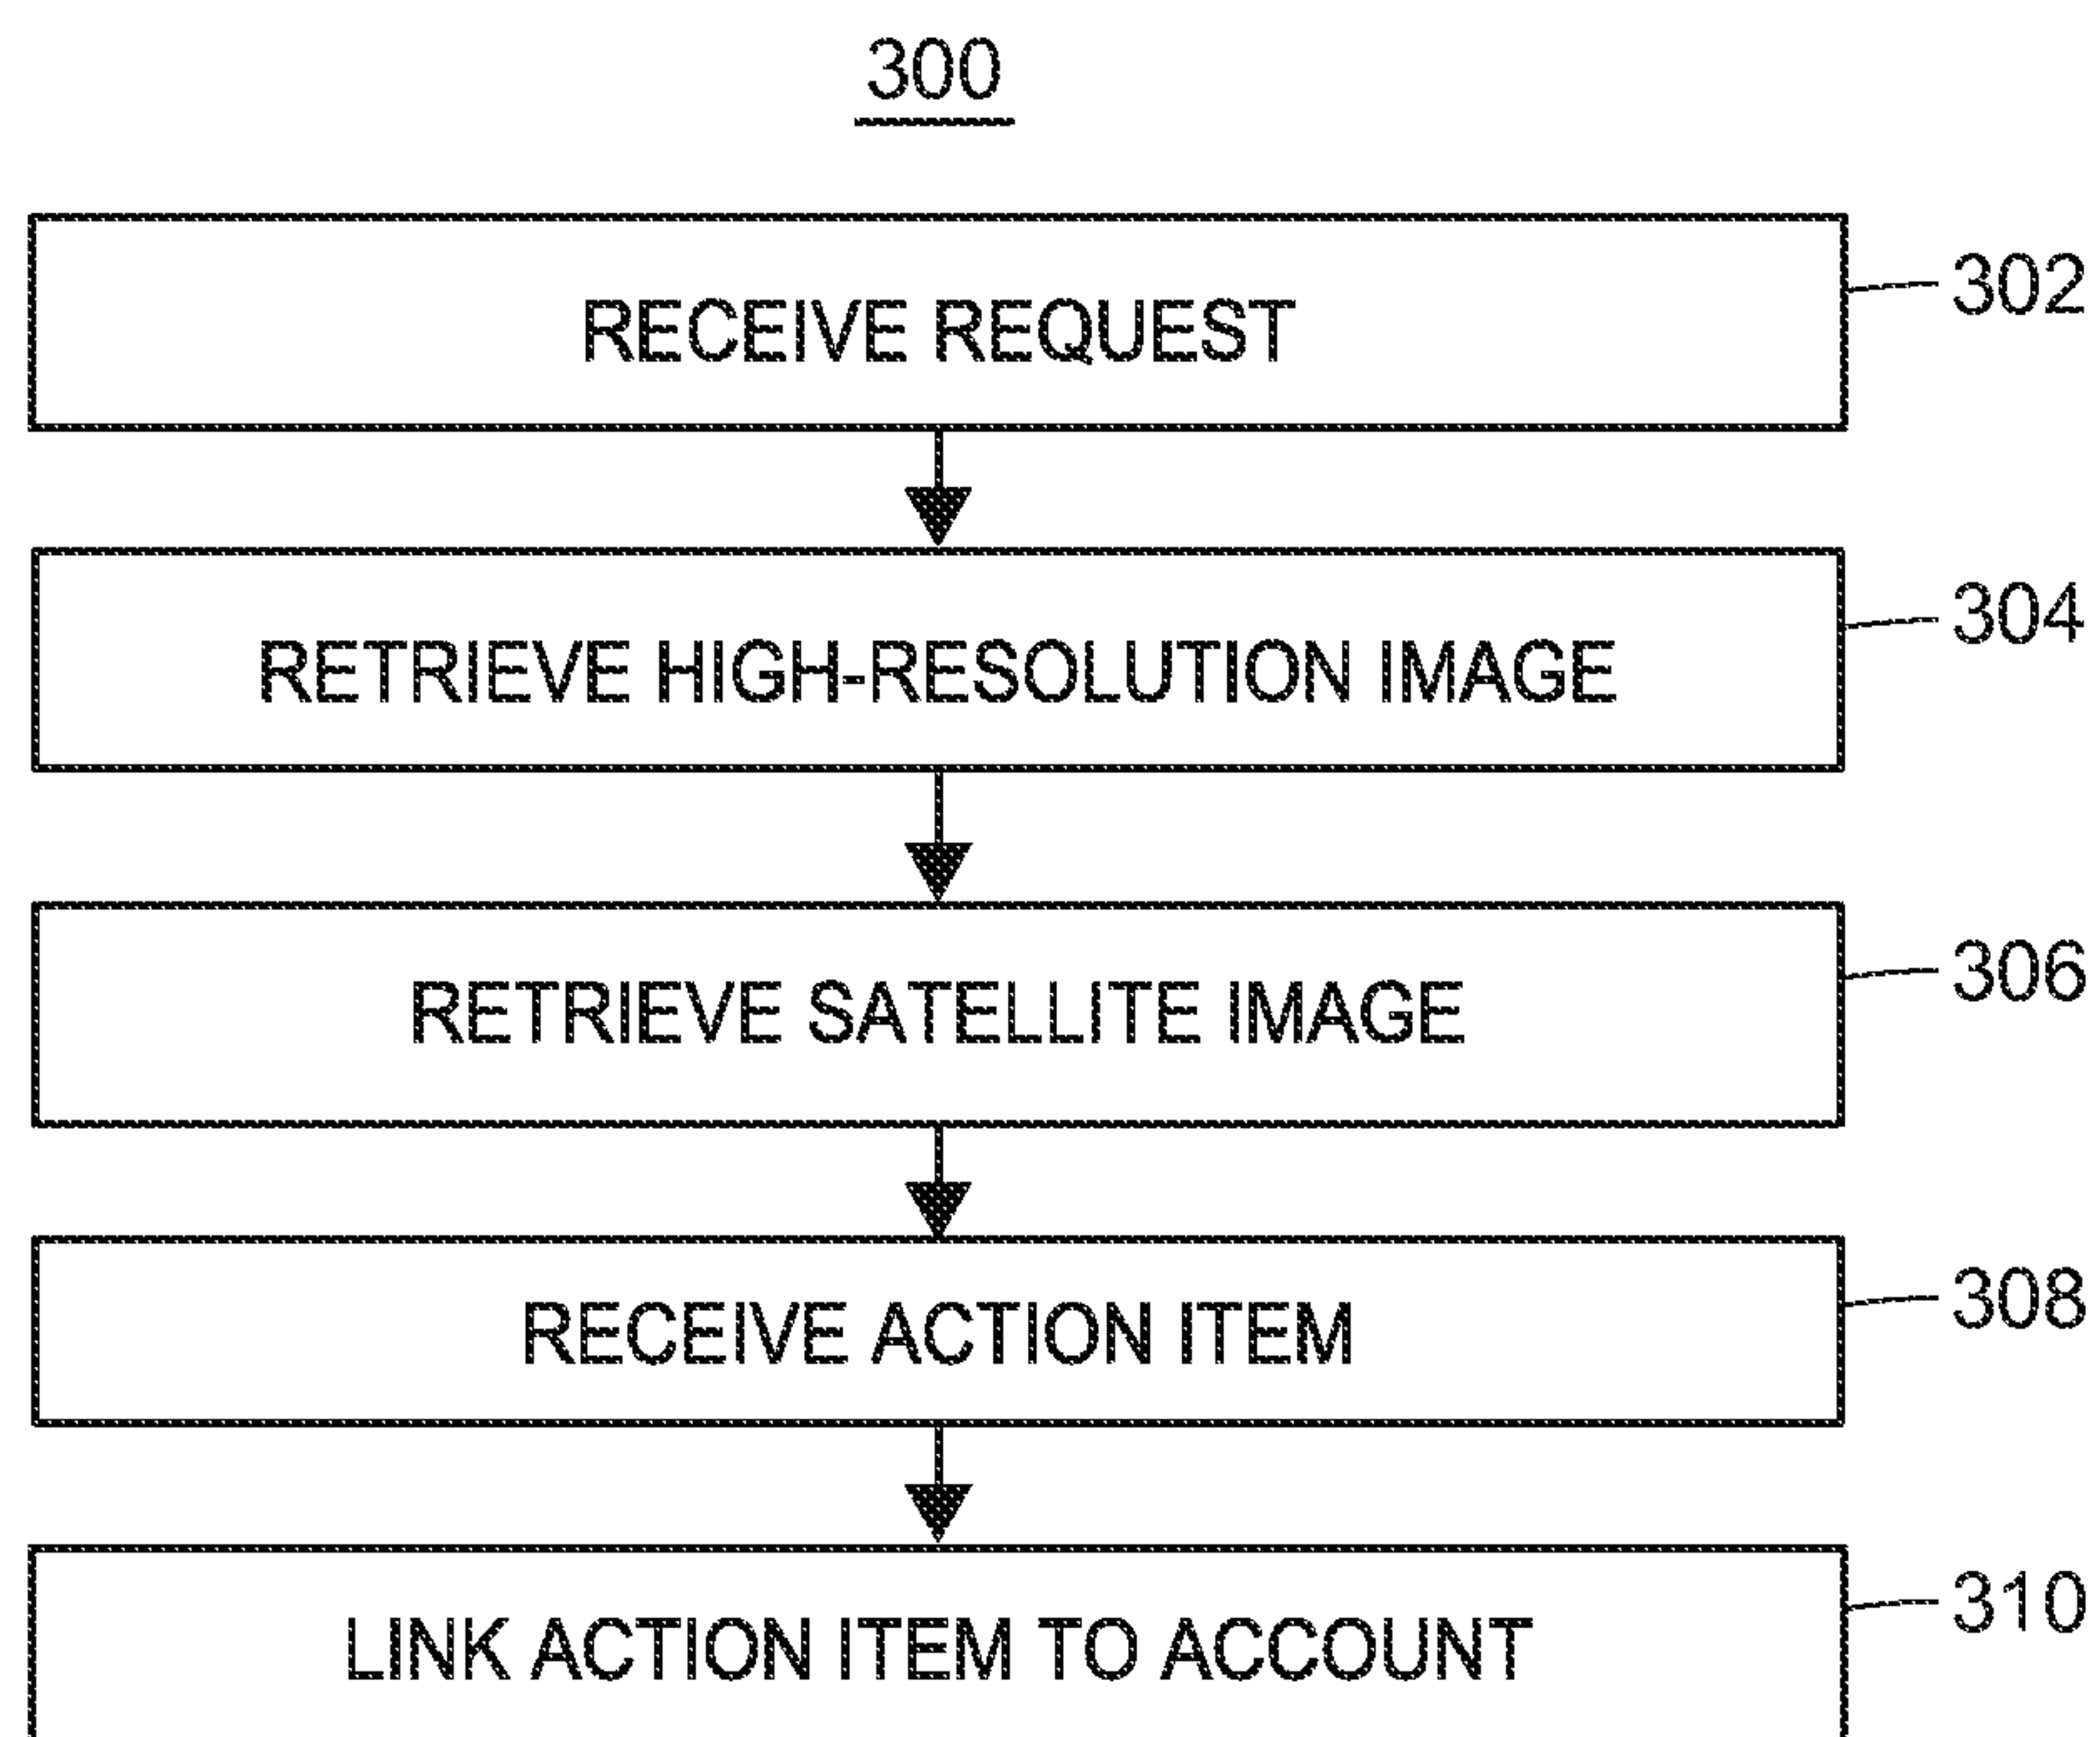 300
RECEIVE REQUEST
302
RETRIEVE HIGH-RESOLUTION IMAGE
304
RETRIEVE SATELLITE IMAGE
306
RECEIVE ACTION ITEM
308
LINK ACTION ITEM TO ACCOUNT
310